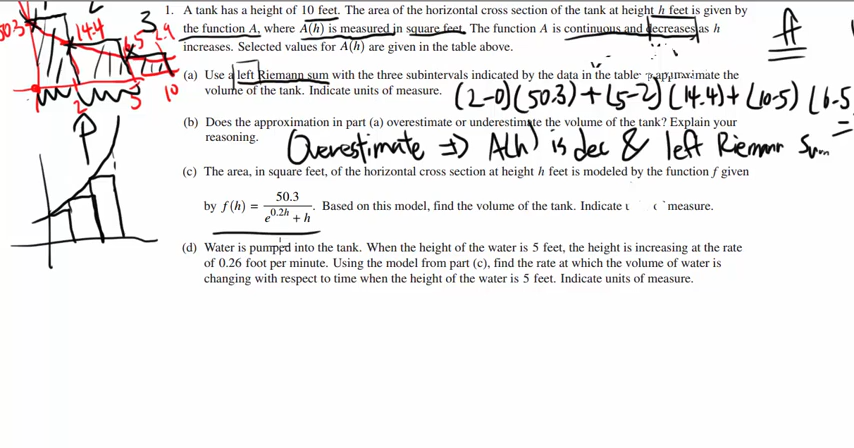 1. A tank has a height of 10 feet. The area of the horizontal cross section of the tank at height h feet is given by
the function A, where A(h) is measured in square feet. The function A is continuous and decreases as h
increases. Selected values for A(h) are given in the table above.
50.3 14.4 6.5 2.9
3
1 2 5 10
(a) Use a left Riemann sum with the three subintervals indicated by the data in the table to approximate the
volume of the tank. Indicate units of measure.
(2-0)(50.3)+(5-2)(14.4)+(10-5)(6.5
(b) Does the approximation in part (a) overestimate or underestimate the volume of the tank? Explain your
reasoning.
Overestimate => A(h) is dec & left Riemann Sum
(c) The area, in square feet, of the horizontal cross section at height h feet is modeled by the function f given
by f(h) = 50.3 / (e^{0.2h} + h). Based on this model, find the volume of the tank. Indicate measure.
(d) Water is pumped into the tank. When the height of the water is 5 feet, the height is increasing at the rate
of 0.26 foot per minute. Using the model from part (c), find the rate at which the volume of water is
changing with respect to time when the height of the water is 5 feet. Indicate units of measure.